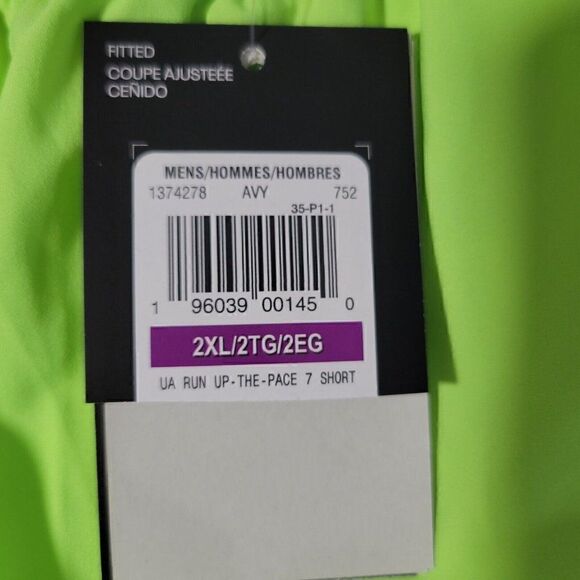 FITTED
COUPE AJUSTEÉE
CEÑIDO
MENS/HOMMES/HOMBRES
1374278 AVY 752
35-P1-1
1 96039 00145 0
2XL/2TG/2EG
UA RUN UP-THE-PACE 7 SHORT